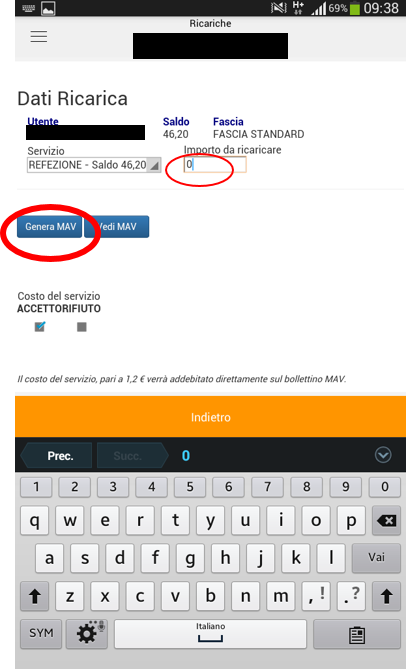 H+ 69% 09:38
Ricariche
Dati Ricarica
Utente Saldo Fascia
46,20 FASCIA STANDARD
Servizio Importo da ricaricare
REFEZIONE - Saldo 46,20 0
Genera MAV Vedi MAV
Costo del servizio
ACCETTORIFIUTO
Il costo del servizio, pari a 1,2 € verrà addebitato direttamente sul bollettino MAV.
Indietro
Prec. Succ. 0
1 2 3 4 5 6 7 8 9 0
q w e r t y u i o p
a s d f g h j k l Vai
z x c v b n m , ! . ?
SYM Italiano